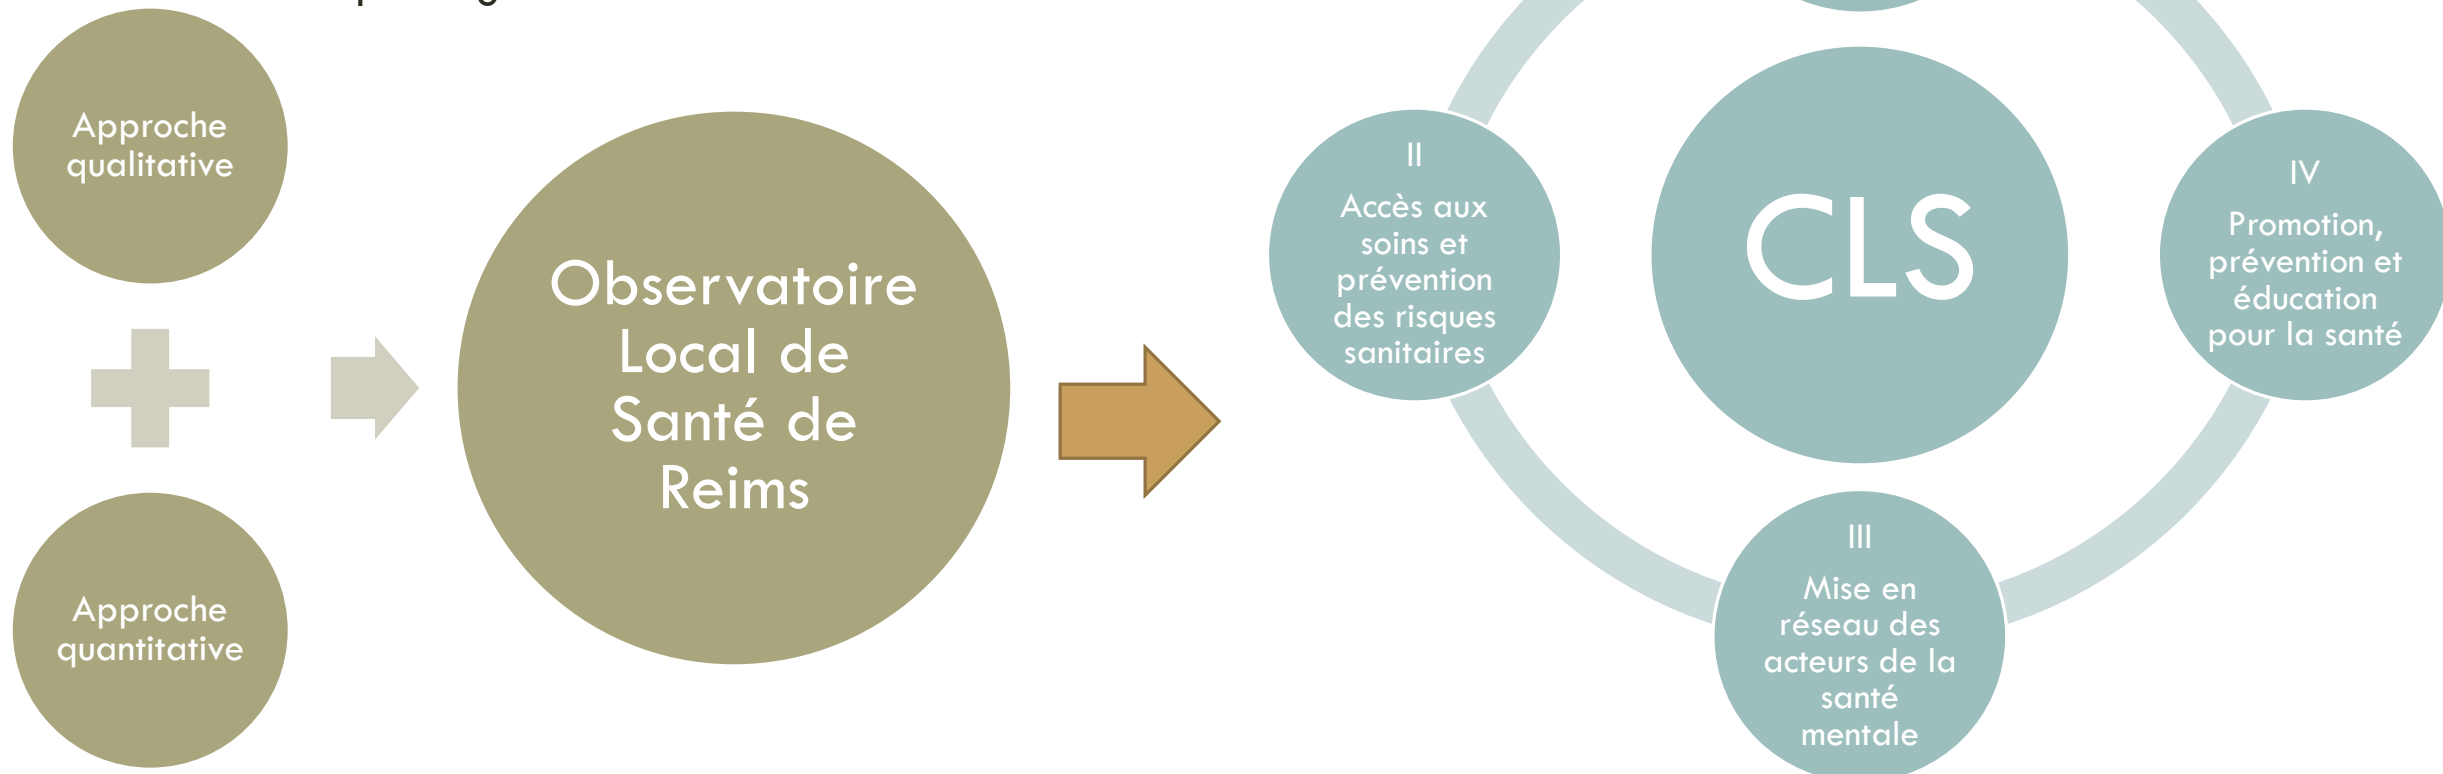 Approche
qualitative
Approche
quantitative
Observatoire
Local de
Santé de
Reims
CLS
II
Accès aux
soins et
prévention
des risques
sanitaires
III
Mise en
réseau des
acteurs de la
santé
mentale
IV
Promotion,
prévention et
éducation
pour la santé